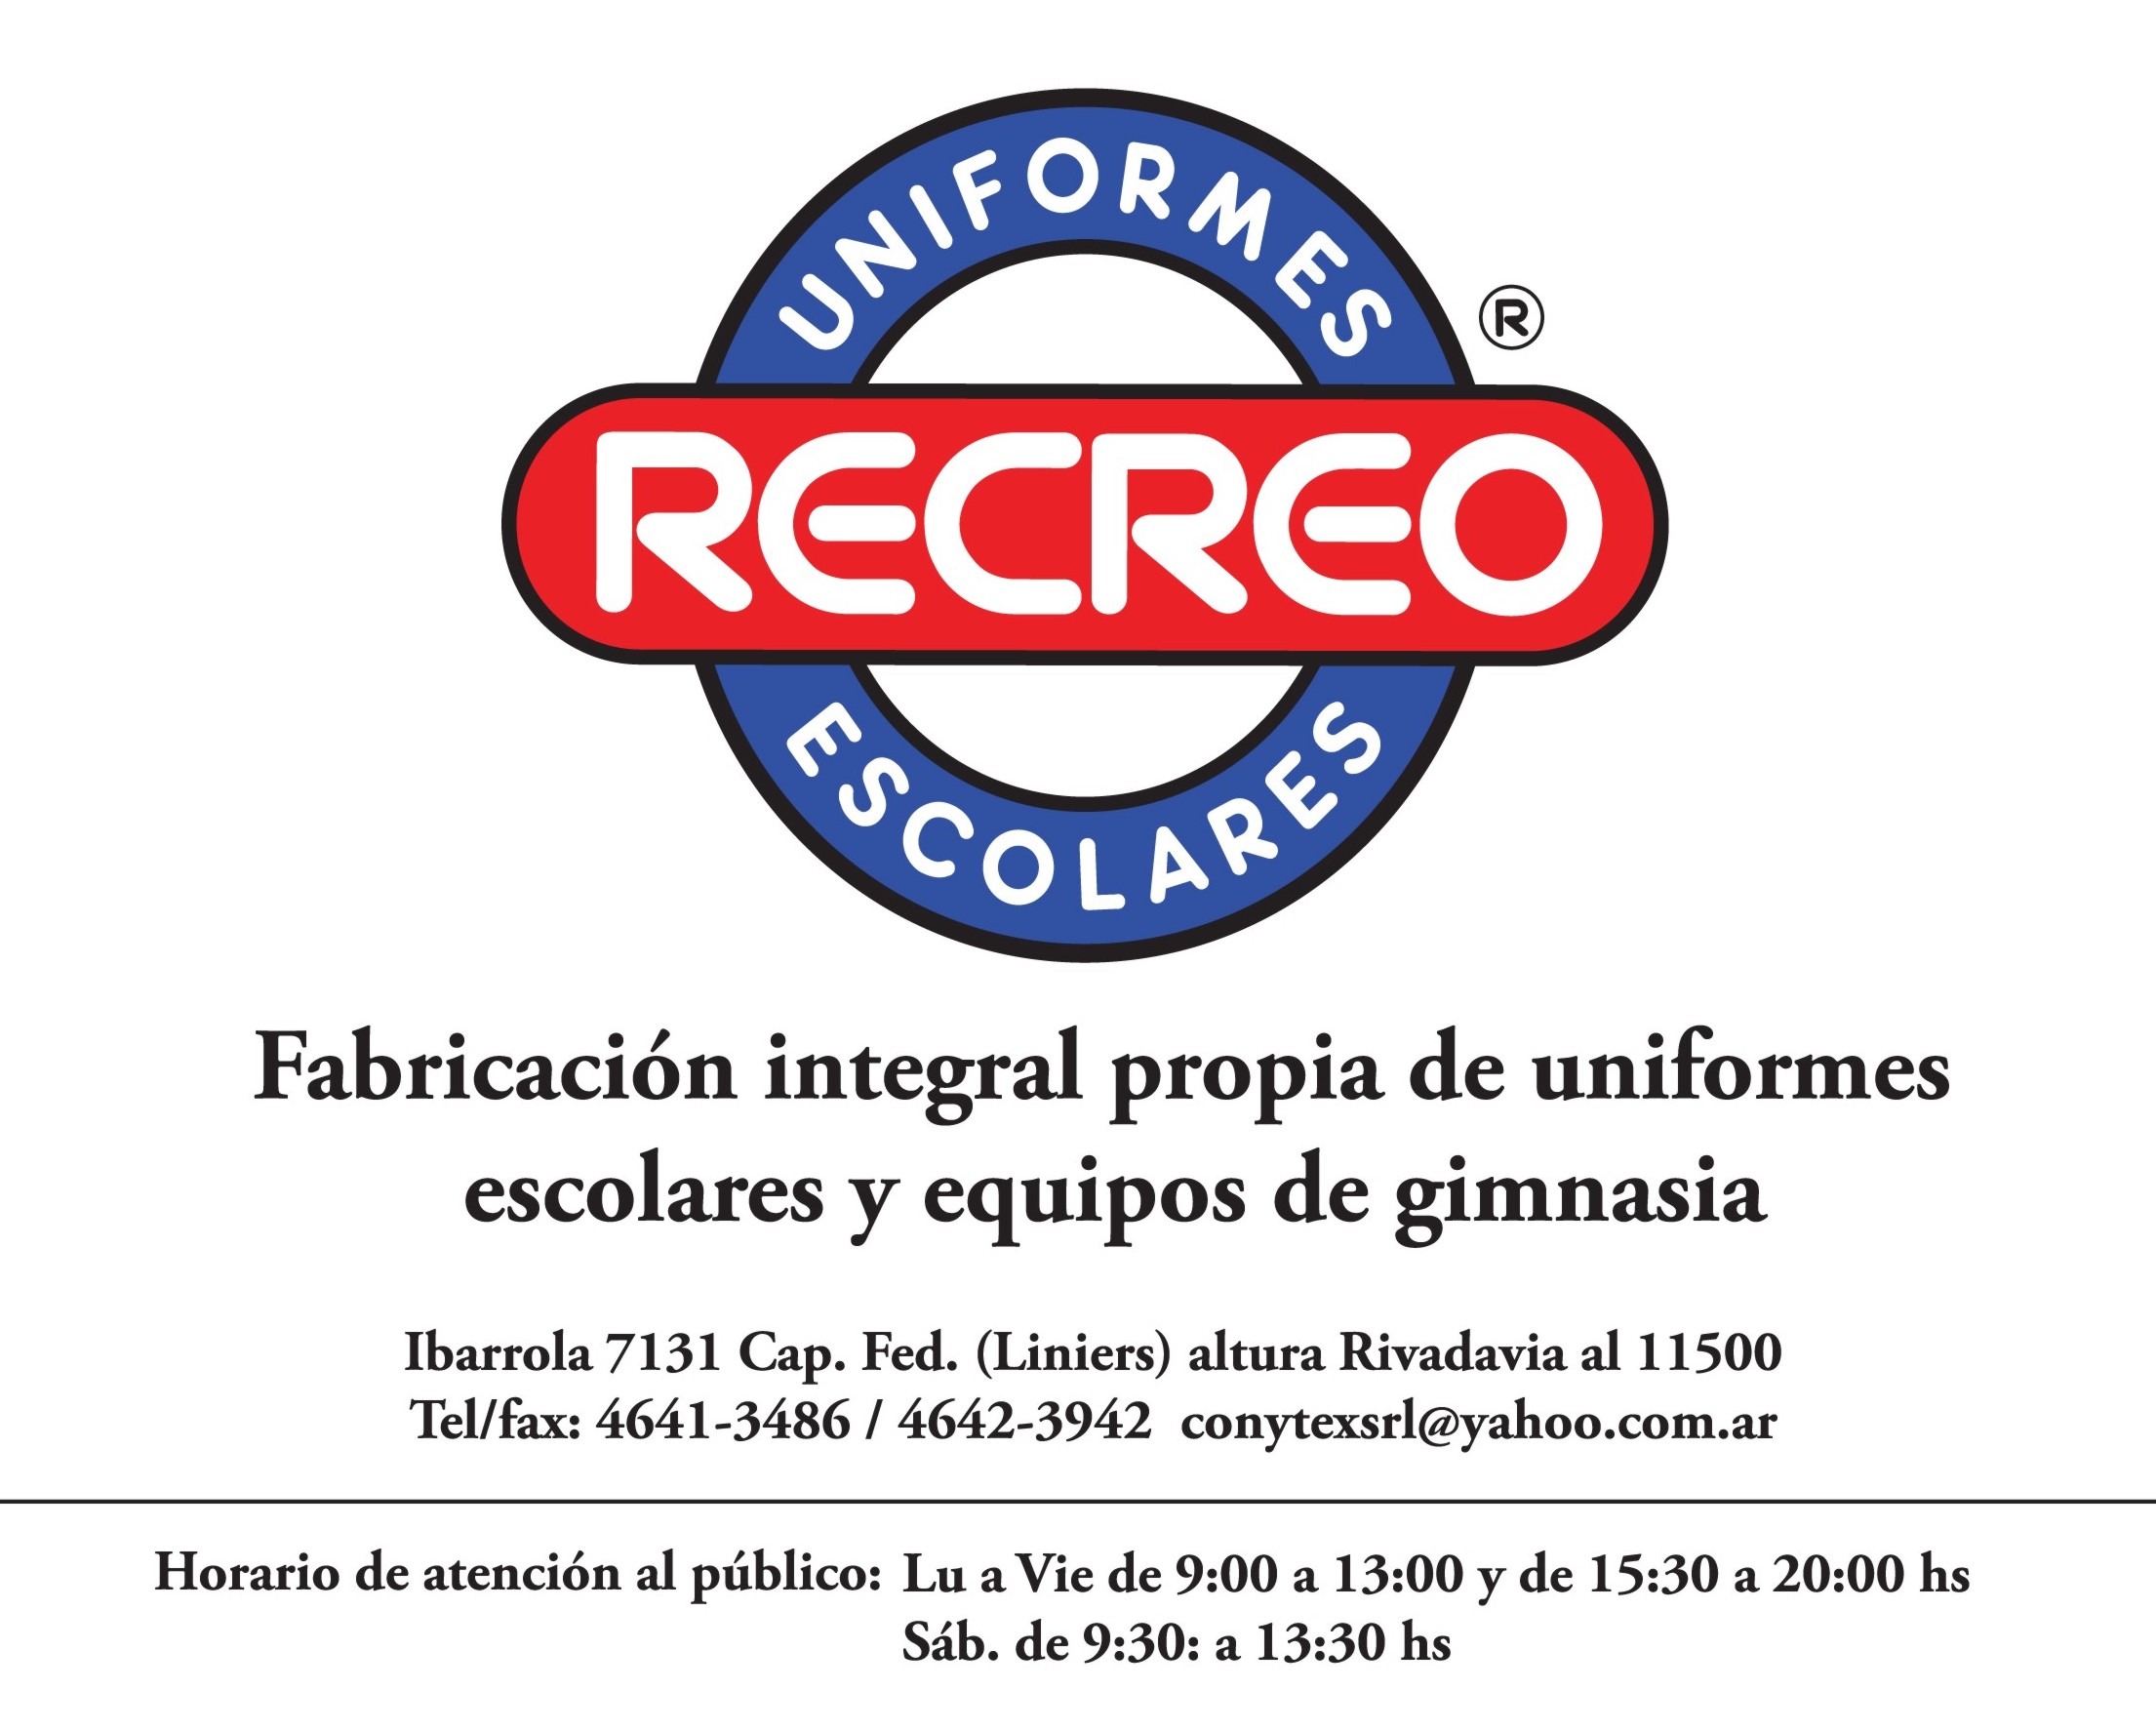 UNIFORMES
®
RECREO
ESCOLARES
Fabricación integral propia de uniformes
escolares y equipos de gimnasia
Ibarrola 7131 Cap. Fed. (Liniers) altura Rivadavia al 11500
Tel/fax: 4641-3486 / 4642-3942 conytexsrl@yahoo.com.ar
Horario de atención al público: Lu a Vie de 9:00 a 13:00 y de 15:30 a 20:00 hs
Sáb. de 9:30: a 13:30 hs